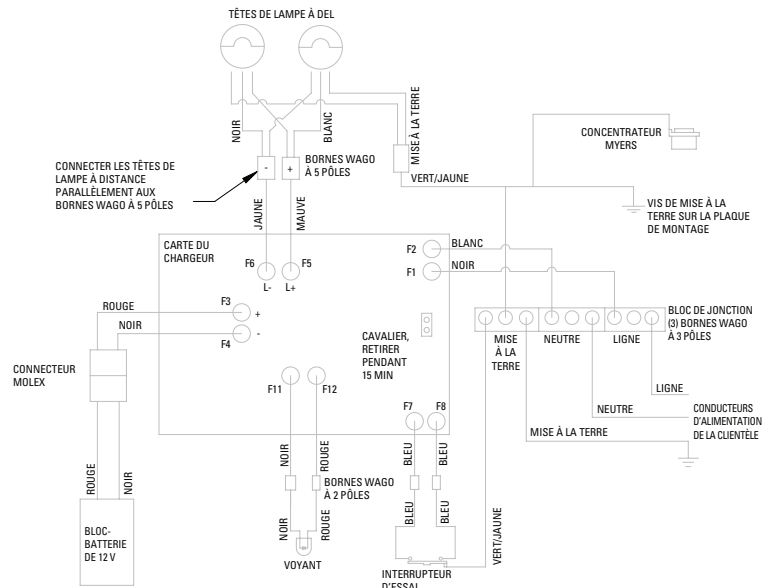 TÊTES DE LAMPE À DEL
NOIR
BLANC
MISE À LA TERRE
CONCENTRATEUR
MYERS
CONNECTER LES TÊTES DE
LAMPE À DISTANCE
PARALLÈLEMENT AUX
BORNES WAGO À 5 PÔLES
-
+
BORNES WAGO
À 5 PÔLES
VERT/JAUNE
VIS DE MISE À LA
TERRE SUR LA PLAQUE
DE MONTAGE
JAUNE
MAUVE
CARTE DU
CHARGEUR
F6
F5
L-
L+
F2
BLANC
F1
NOIR
ROUGE
F3
+
NOIR
F4
-
CAVALIER,
RETIRER
PENDANT
15 MIN
MISE
À LA
TERRE
NEUTRE
LIGNE
BLOC DE JONCTION
(3) BORNES WAGO
À 3 PÔLES
CONNECTEUR
MOLEX
F11
F12
F7
F8
LIGNE
NEUTRE
CONDUCTEURS
D'ALIMENTATION
DE LA CLIENTÈLE
MISE À LA TERRE
NOIR
ROUGE
BLEU
BLEU
ROUGE
NOIR
BORNES WAGO
À 2 PÔLES
NOIR
ROUGE
BLEU
BLEU
VERT/JAUNE
BLOC-
BATTERIE
DE 12 V
VOYANT
INTERRUPTEUR
D'ESSAI